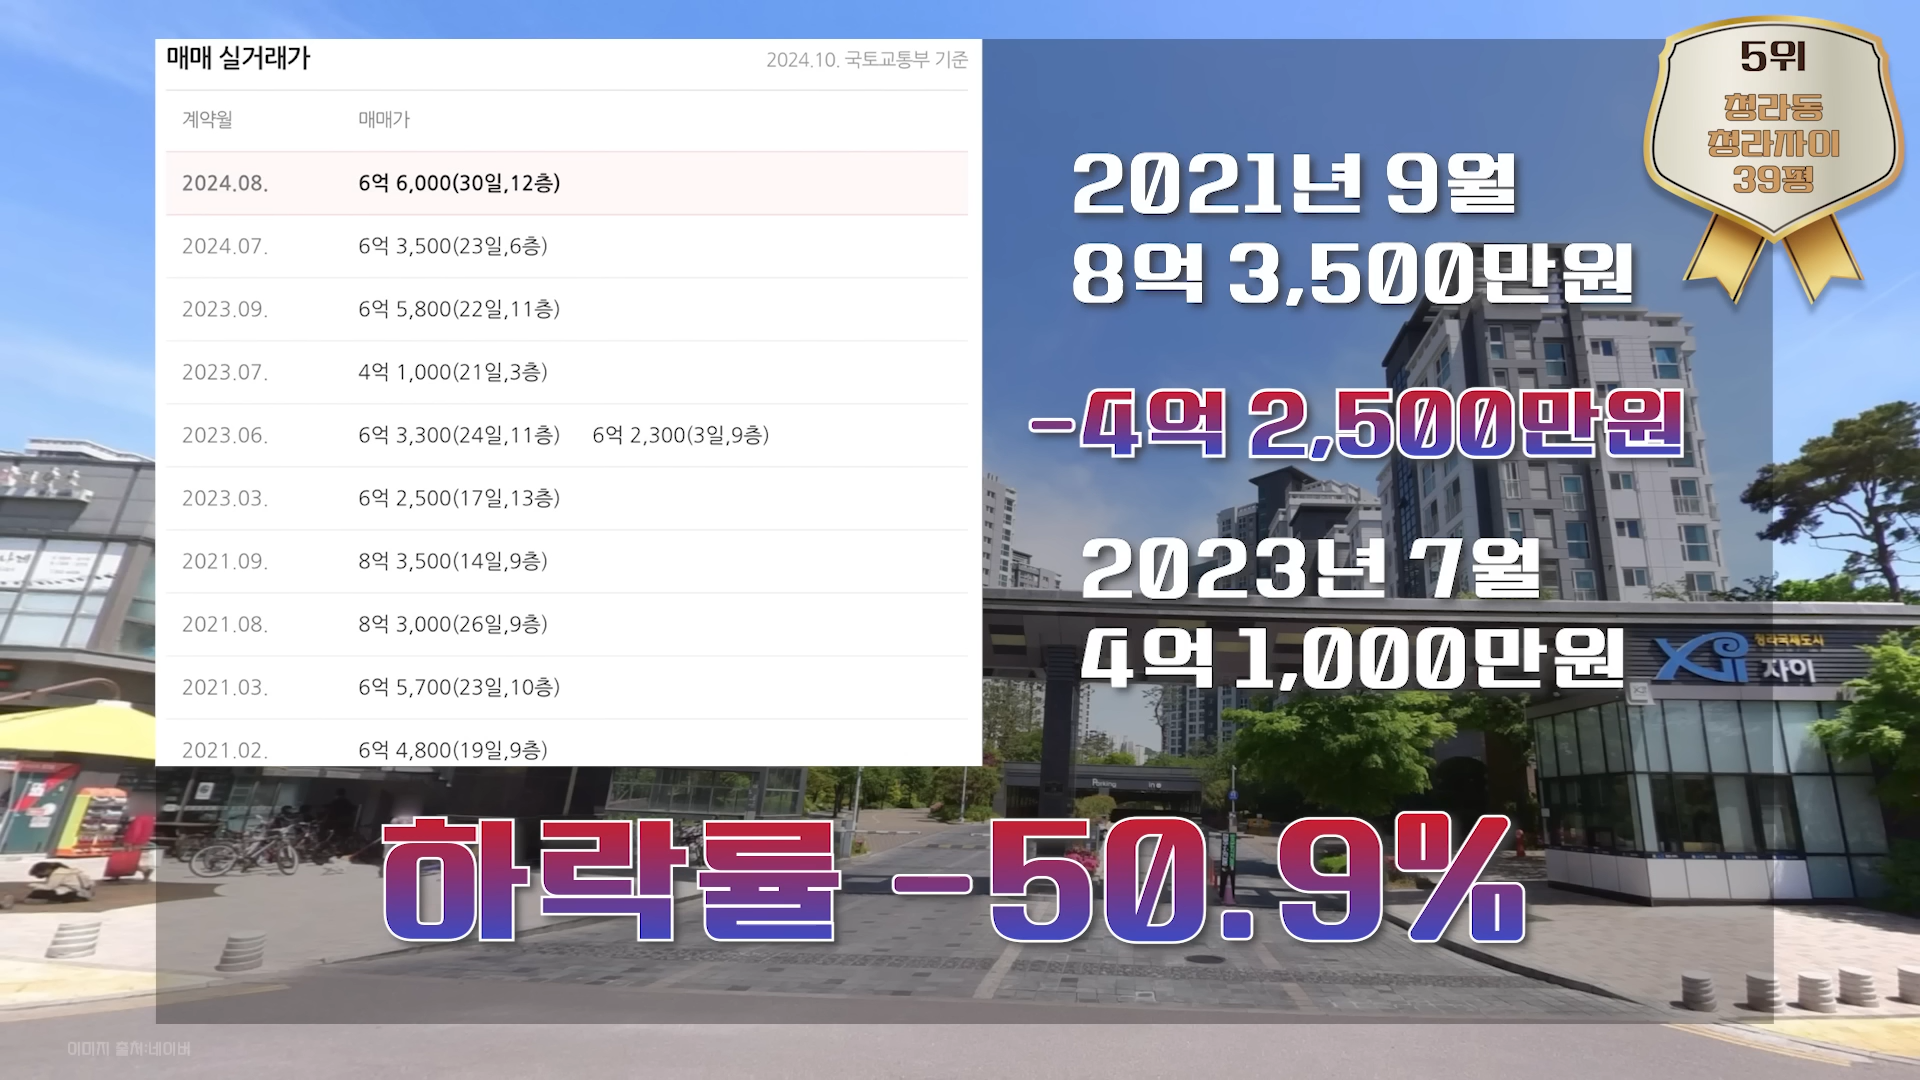 매매 실거래가
2024.10. 국토교통부 기준
계약월 매매가
2024.08. 6억 6,000(30일,12층)
2024.07. 6억 3,500(23일,6층)
2023.09. 6억 5,800(22일,11층)
2023.07. 4억 1,000(21일,3층)
2023.06. 6억 3,300(24일,11층) 6억 2,300(3일,9층)
2023.03. 6억 2,500(17일,13층)
2021.09. 8억 3,500(14일,9층)
2021.08. 8억 3,000(26일,9층)
2021.03. 6억 5,700(23일,10층)
2021.02. 6억 4,800(19일,9층)
5위
청라동
청라자이
39평
2021년 9월
8억 3,500만원
-4억 2,500만원
2023년 7월
4억 1,000만원
청라국제도시
Xi 자이
Parking in
하락률 -50.9%
이미지 출처:네이버